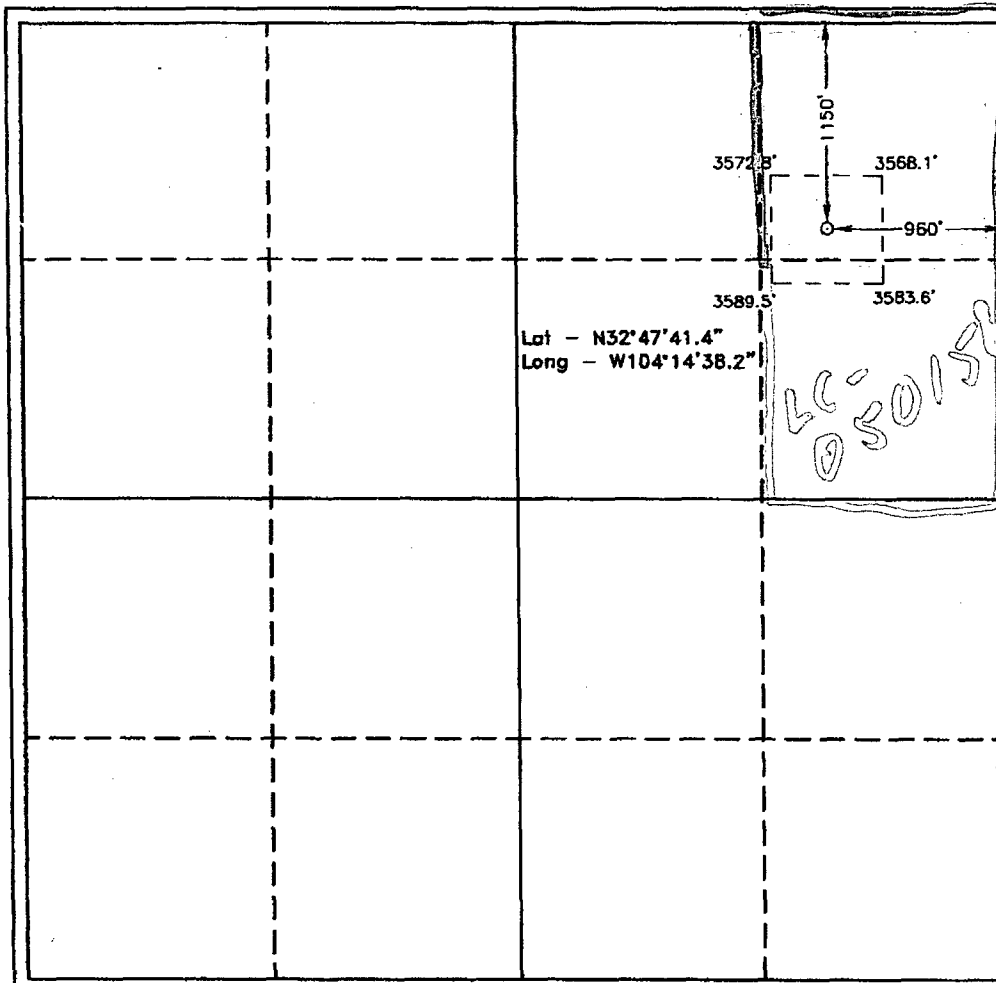 1150'
3572.8' 3568.1'
960'
3589.5' 3583.6'
Lat - N32°47'41.4"
Long - W104°14'38.2"
LC-
050158